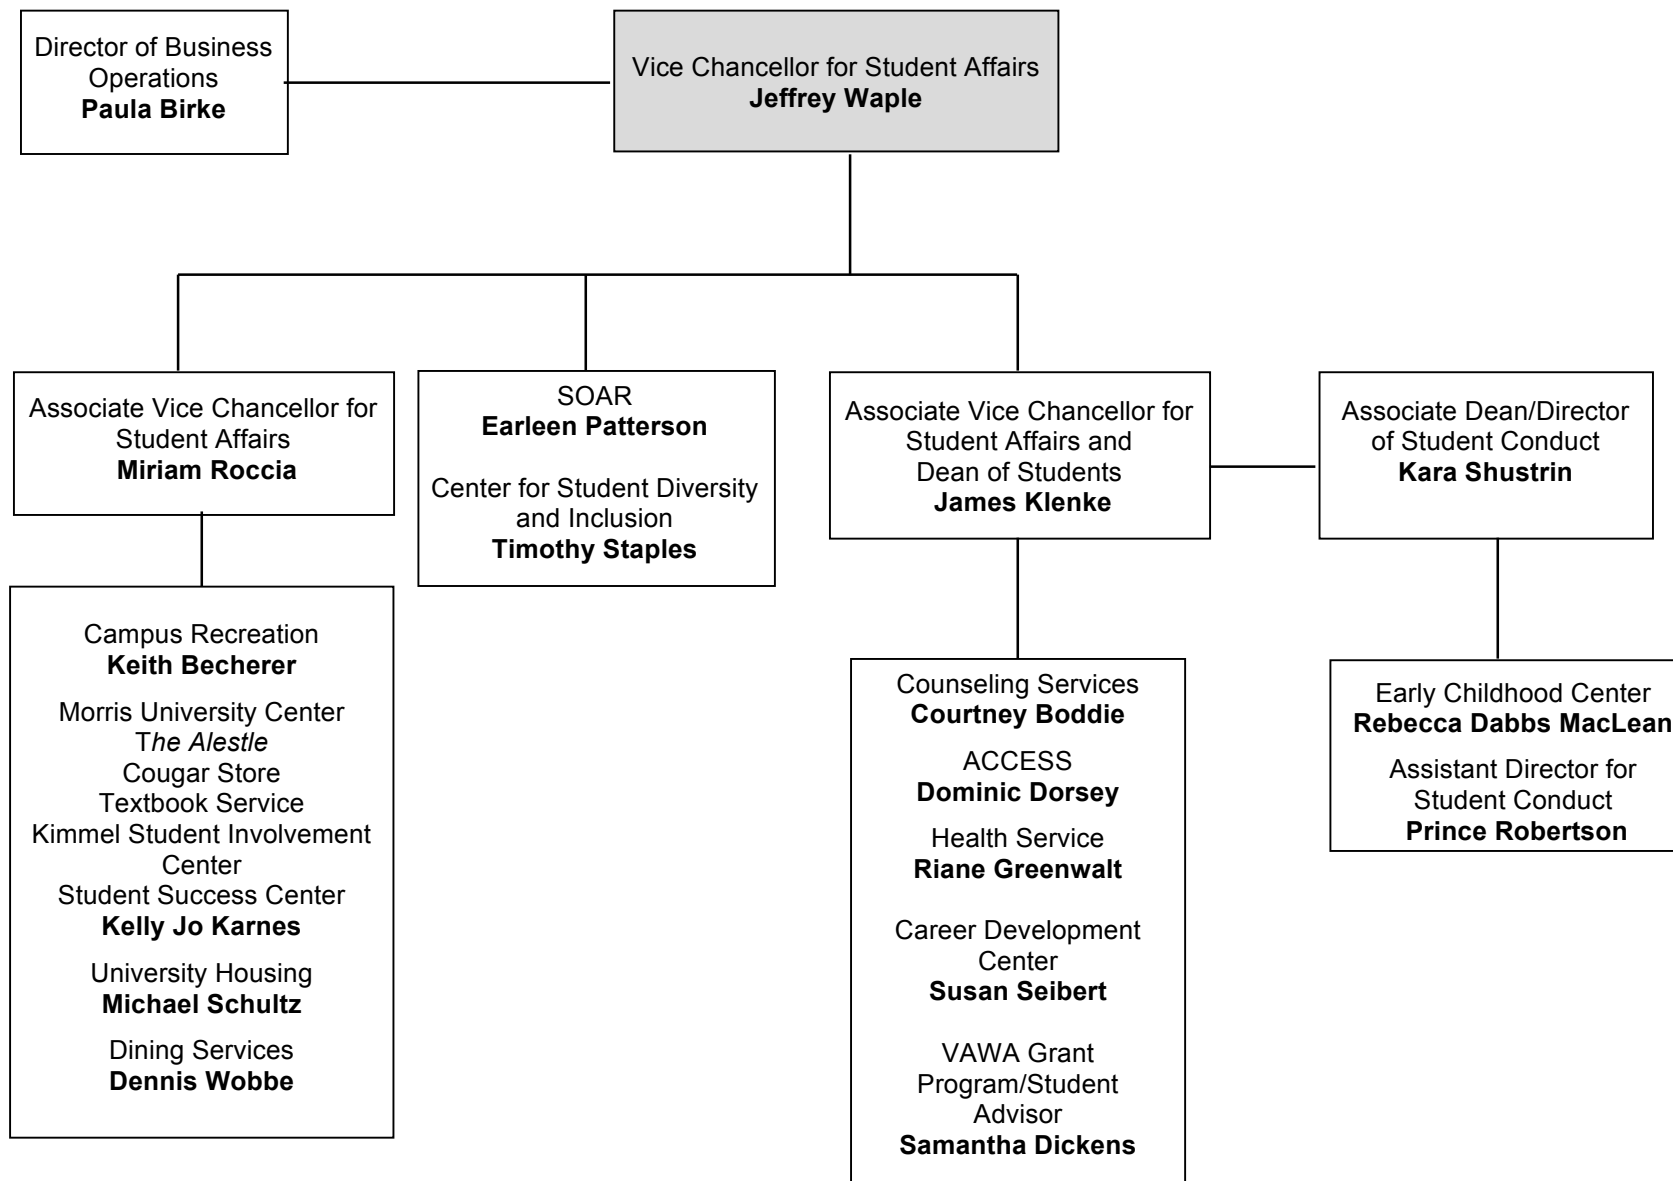 Director of Business
Operations
Paula Birke
Vice Chancellor for Student Affairs
Jeffrey Waple
Associate Vice Chancellor for
Student Affairs
Miriam Roccia
SOAR
Earleen Patterson
Center for Student Diversity
and Inclusion
Timothy Staples
Associate Vice Chancellor for
Student Affairs and
Dean of Students
James Klenke
Associate Dean/Director
of Student Conduct
Kara Shustrin
Campus Recreation
Keith Becherer
Morris University Center
The Alestle
Cougar Store
Textbook Service
Kimmel Student Involvement
Center
Student Success Center
Kelly Jo Karnes
University Housing
Michael Schultz
Dining Services
Dennis Wobbe
Counseling Services
Courtney Boddie
ACCESS
Dominic Dorsey
Health Service
Riane Greenwalt
Career Development
Center
Susan Seibert
VAWA Grant
Program/Student
Advisor
Samantha Dickens
Early Childhood Center
Rebecca Dabbs MacLean
Assistant Director for
Student Conduct
Prince Robertson